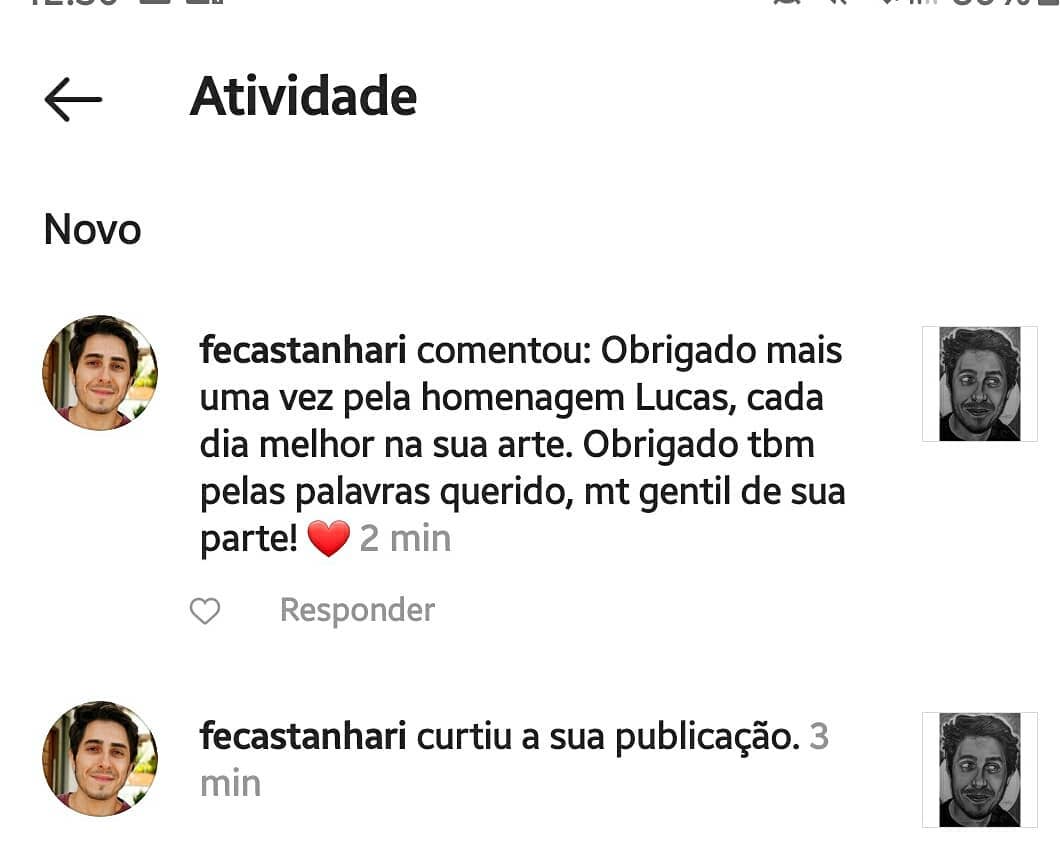 Atividade
Novo
fecastanhari comentou: Obrigado mais
uma vez pela homenagem Lucas, cada
dia melhor na sua arte. Obrigado tbm
pelas palavras querido, mt gentil de sua
parte! ❤️ 2 min
Responder
fecastanhari curtiu a sua publicação. 3
min